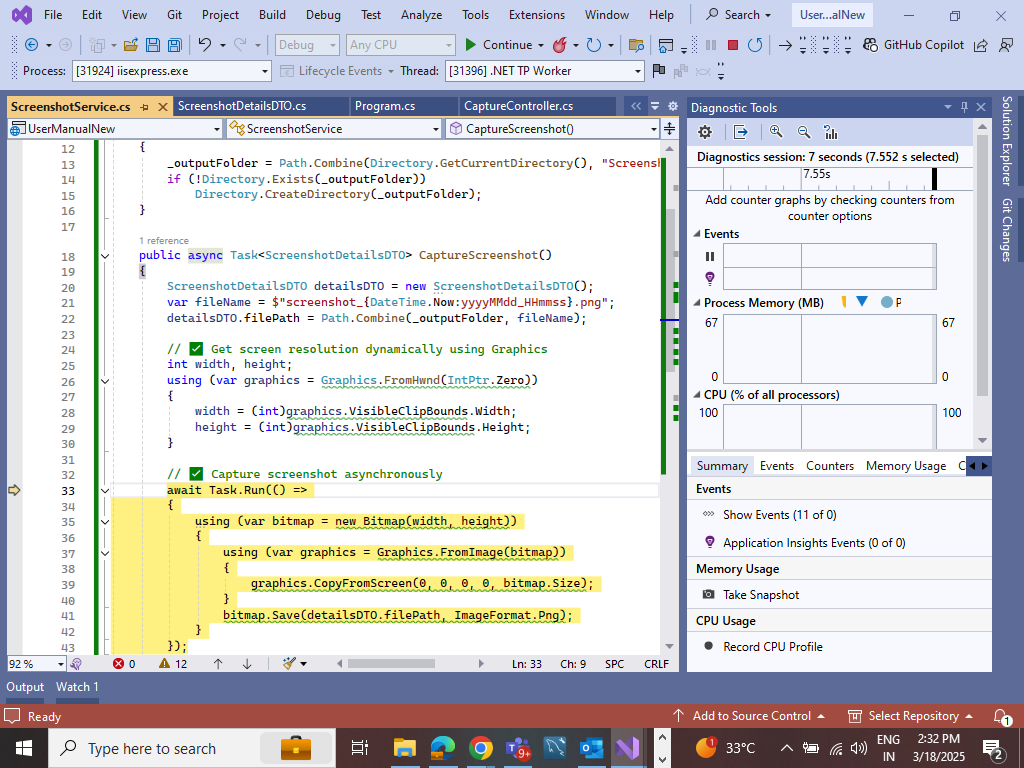 File Edit View Git Project Build Debug Test Analyze Tools Extensions Window Help Search User...alNew
Debug Any CPU Continue GitHub Copilot
Process: [31924] iisexpress.exe Lifecycle Events Thread: [31396] .NET TP Worker
ScreenshotService.cs ScreenshotDetailsDTO.cs Program.cs CaptureController.cs
UserManualNew ScreenshotService CaptureScreenshot()
12 {
13 _outputFolder = Path.Combine(Directory.GetCurrentDirectory(), "Screensh
14 if (!Directory.Exists(_outputFolder))
15 Directory.CreateDirectory(_outputFolder);
16 }
17
1 reference
18 public async Task<ScreenshotDetailsDTO> CaptureScreenshot()
19 {
20 ScreenshotDetailsDTO detailsDTO = new ScreenshotDetailsDTO();
21 var fileName = $"screenshot_{DateTime.Now:yyyyMMdd_HHmmss}.png";
22 detailsDTO.filePath = Path.Combine(_outputFolder, fileName);
23
24 // ✅ Get screen resolution dynamically using Graphics
25 int width, height;
26 using (var graphics = Graphics.FromHwnd(IntPtr.Zero))
27 {
28 width = (int)graphics.VisibleClipBounds.Width;
29 height = (int)graphics.VisibleClipBounds.Height;
30 }
31
32 // ✅ Capture screenshot asynchronously
33 await Task.Run(() =>
34 {
35 using (var bitmap = new Bitmap(width, height))
36 {
37 using (var graphics = Graphics.FromImage(bitmap))
38 {
39 graphics.CopyFromScreen(0, 0, 0, 0, bitmap.Size);
40 }
41 bitmap.Save(detailsDTO.filePath, ImageFormat.Png);
42 }
43 });
92 % 0 12 Ln: 33 Ch: 9 SPC CRLF
Diagnostic Tools
Diagnostics session: 7 seconds (7.552 s selected)
7.55s
Add counter graphs by checking counters from
counter options
Events
Process Memory (MB) P
67 67
0 0
CPU (% of all processors)
100 100
Summary Events Counters Memory Usage C
Events
Show Events (11 of 0)
Application Insights Events (0 of 0)
Memory Usage
Take Snapshot
CPU Usage
Record CPU Profile
Solution Explorer
Git Changes
Output Watch 1
Ready Add to Source Control Select Repository 1
Type here to search 9+ 1 33°C ENG 2:32 PM
IN 3/18/2025 2